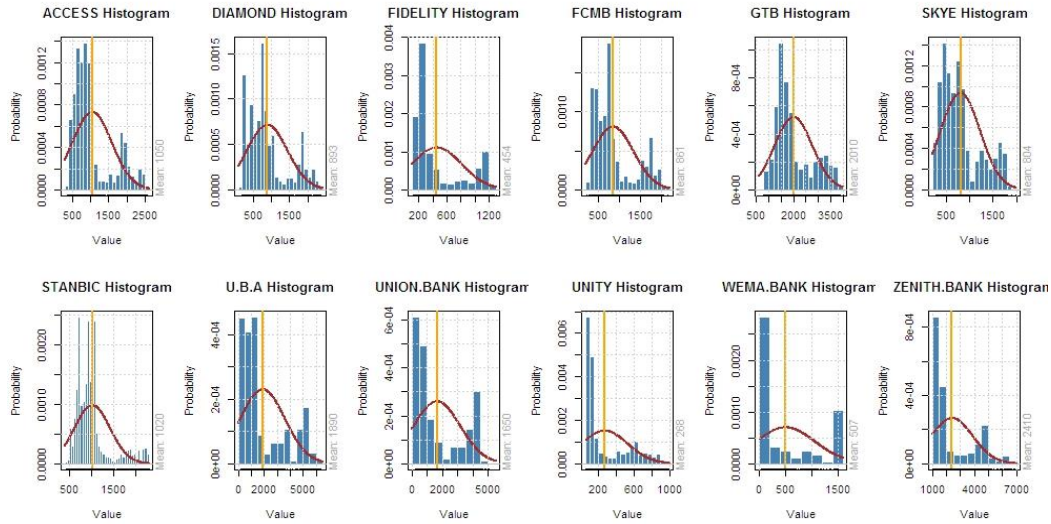 ACCESS Histogram
Probability
0.0000 0.0004 0.0008 0.0012
500 1500 2500
Value
Mean: 1050
DIAMOND Histogram
Probability
0.0000 0.0005 0.0010 0.0015
500 1500
Value
Mean: 893
FIDELITY Histogram
Probability
0.000 0.001 0.002 0.003 0.004
200 600 1200
Value
Mean: 454
FCMB Histogram
Probability
0.0000 0.0010
500 1500
Value
Mean: 861
GTB Histogram
Probability
0e+00 4e-04 8e-04
500 2000 3500
Value
Mean: 2010
SKYE Histogram
Probability
0.0000 0.0004 0.0008 0.0012
500 1500
Value
Mean: 804
STANBIC Histogram
Probability
0.0000 0.0010 0.0020
500 1500
Value
Mean: 1020
U.B.A Histogram
Probability
0e+00 2e-04 4e-04
0 2000 5000
Value
Mean: 1890
UNION.BANK Histogram
Probability
0e+00 2e-04 4e-04 6e-04
0 2000 5000
Value
Mean: 1650
UNITY Histogram
Probability
0.000 0.002 0.004 0.006
200 600
Value
Mean: 268
WEMA.BANK Histogram
Probability
0.0000 0.0010 0.0020
0 500 1500
Value
Mean: 507
ZENITH.BANK Histogram
Probability
0e+00 4e-04 8e-04
1000 4000 7000
Value
Mean: 2410